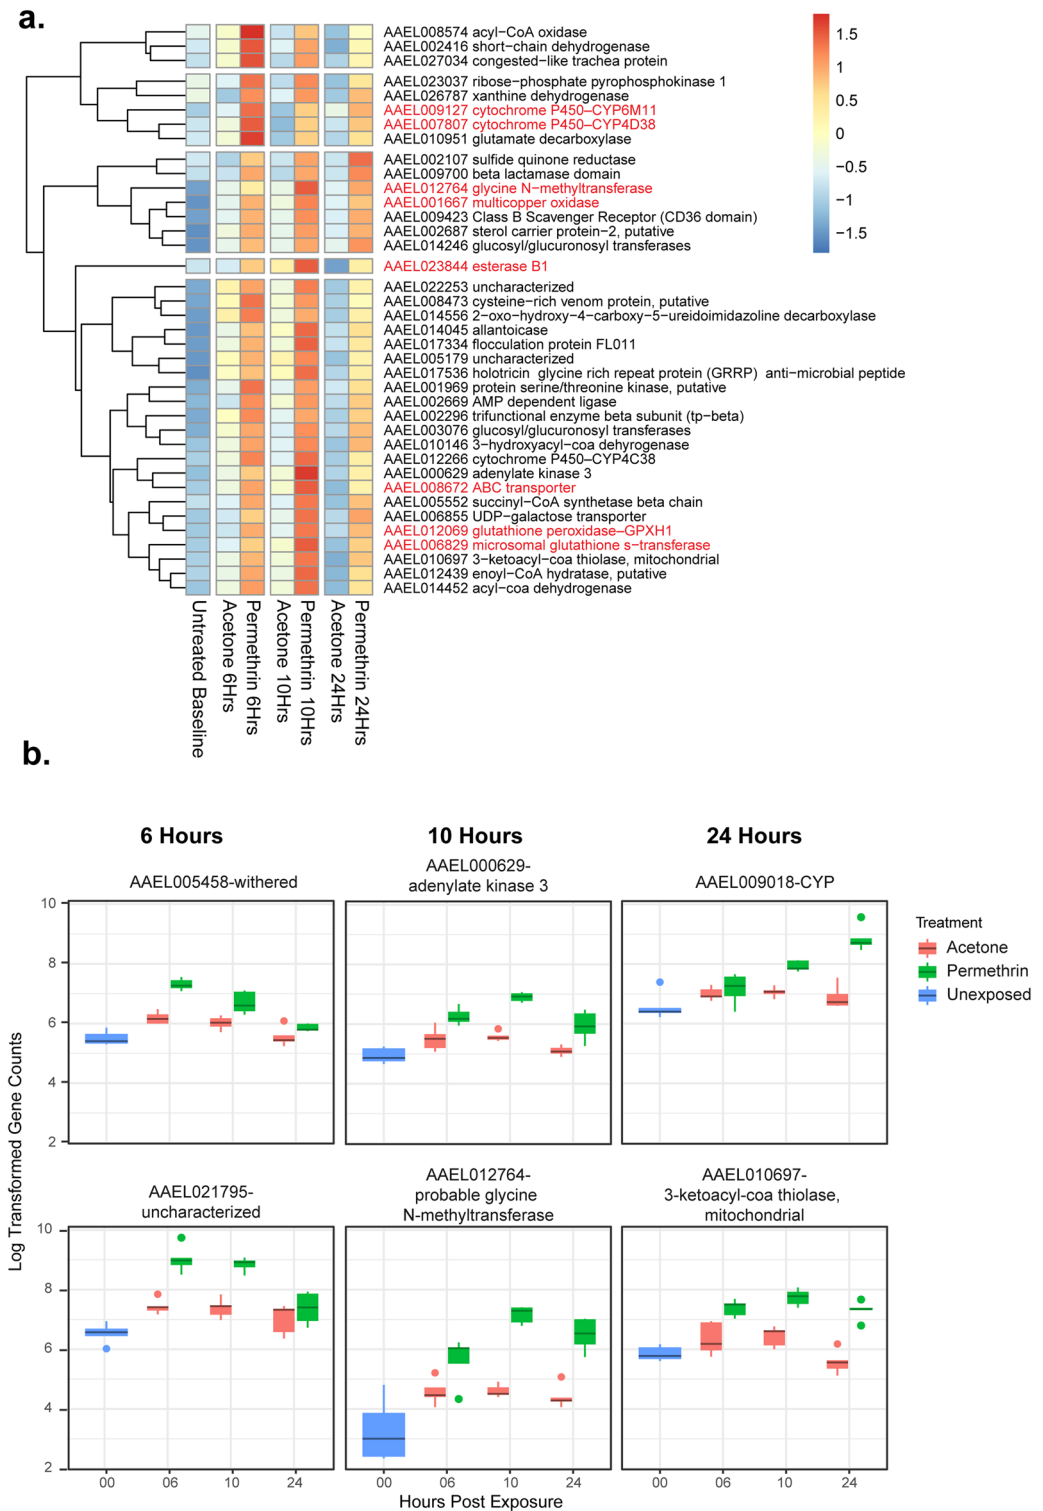 a.
AAEL008574 acyl−CoA oxidase
AAEL002416 short−chain dehydrogenase
AAEL027034 congested−like trachea protein
AAEL023037 ribose−phosphate pyrophosphokinase 1
AAEL026787 xanthine dehydrogenase
AAEL009127 cytochrome P450−CYP6M11
AAEL007807 cytochrome P450−CYP4D38
AAEL010951 glutamate decarboxylase
AAEL002107 sulfide quinone reductase
AAEL009700 beta lactamase domain
AAEL012764 glycine N−methyltransferase
AAEL001667 multicopper oxidase
AAEL009423 Class B Scavenger Receptor (CD36 domain)
AAEL002687 sterol carrier protein−2, putative
AAEL014246 glucosyl/glucuronosyl transferases
AAEL023844 esterase B1
AAEL022253 uncharacterized
AAEL008473 cysteine−rich venom protein, putative
AAEL014556 2−oxo−hydroxy−4−carboxy−5−ureidoimidazoline decarboxylase
AAEL014045 allantoicase
AAEL017334 flocculation protein FL011
AAEL005179 uncharacterized
AAEL017536 holotricin glycine rich repeat protein (GRRP) anti−microbial peptide
AAEL001969 protein serine/threonine kinase, putative
AAEL002669 AMP dependent ligase
AAEL002296 trifunctional enzyme beta subunit (tp−beta)
AAEL003076 glucosyl/glucuronosyl transferases
AAEL010146 3−hydroxyacyl−coa dehyrogenase
AAEL012266 cytochrome P450−CYP4C38
AAEL000629 adenylate kinase 3
AAEL008672 ABC transporter
AAEL005552 succinyl−CoA synthetase beta chain
AAEL006855 UDP−galactose transporter
AAEL012069 glutathione peroxidase−GPXH1
AAEL006829 microsomal glutathione s−transferase
AAEL010697 3−ketoacyl−coa thiolase, mitochondrial
AAEL012439 enoyl−CoA hydratase, putative
AAEL014452 acyl−coa dehydrogenase
1.5
1
0.5
0
−0.5
−1
−1.5
Untreated Baseline
Acetone 6Hrs
Permethrin 6Hrs
Acetone 10Hrs
Permethrin 10Hrs
Acetone 24Hrs
Permethrin 24Hrs
b.
6 Hours
10 Hours
24 Hours
AAEL005458-withered
AAEL000629-
adenylate kinase 3
AAEL009018-CYP
10
8
6
4
2
Treatment
Acetone
Permethrin
Unexposed
Log Transformed Gene Counts
AAEL021795-
uncharacterized
AAEL012764-
probable glycine
N-methyltransferase
AAEL010697-
3-ketoacyl-coa thiolase,
mitochondrial
10
8
6
4
2
00 06 10 24
00 06 10 24
00 06 10 24
Hours Post Exposure